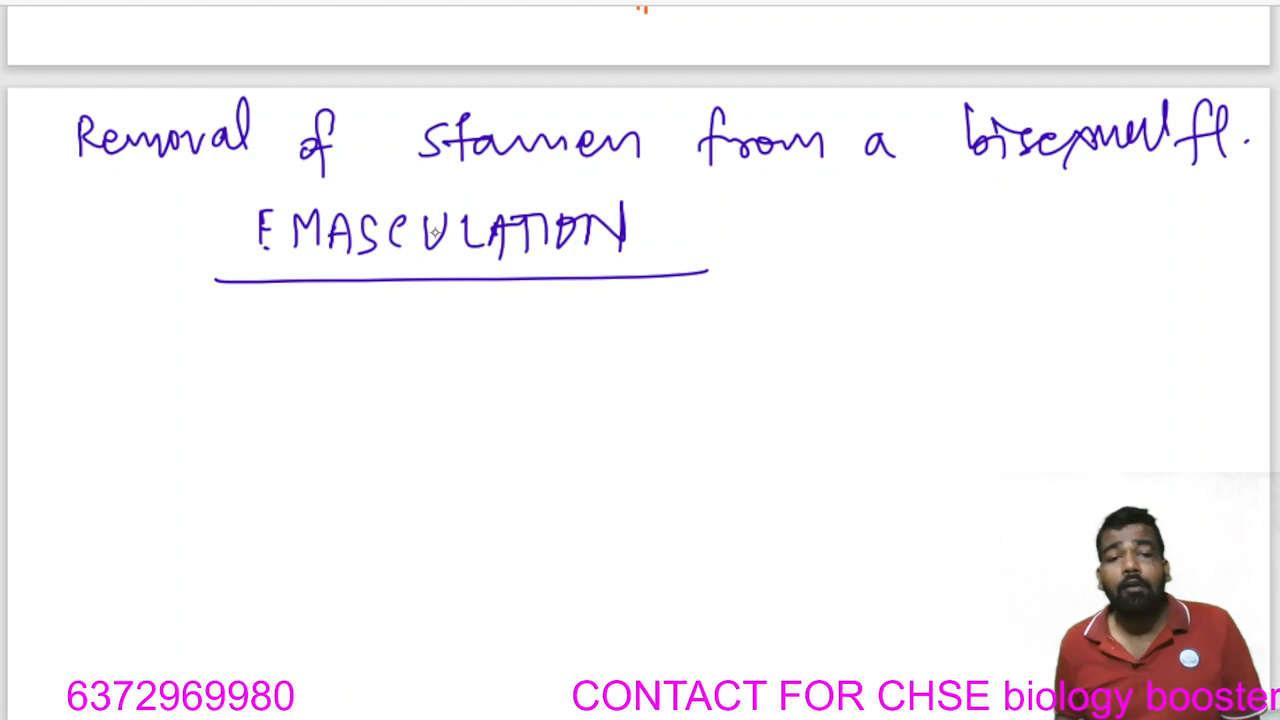 Removal of stamen from a bisexual fl.
EMASCULATION
6372969980 CONTACT FOR CHSE biology booster